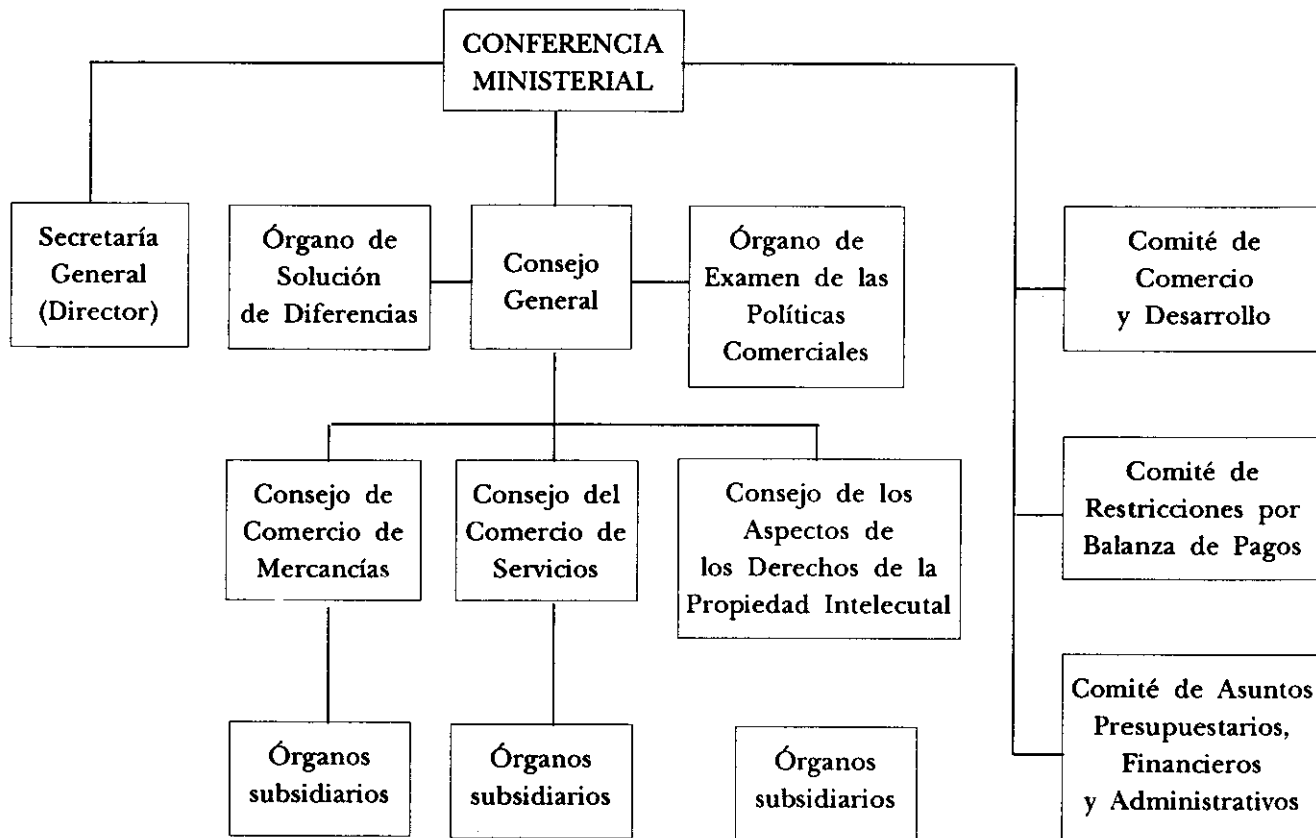 CONFERENCIA
MINISTERIAL
Secretaría
General
(Director)
Órgano de
Solución
de Diferencias
Consejo
General
Órgano de
Examen de las
Políticas
Comerciales
Comité de
Comercio
y Desarrollo
Consejo de
Comercio de
Mercancías
Consejo del
Comercio de
Servicios
Consejo de los
Aspectos de
los Derechos de la
Propiedad Intelecutal
Comité de
Restricciones por
Balanza de Pagos
Órganos
subsidiarios
Órganos
subsidiarios
Órganos
subsidiarios
Comité de Asuntos
Presupuestarios,
Financieros
y Administrativos